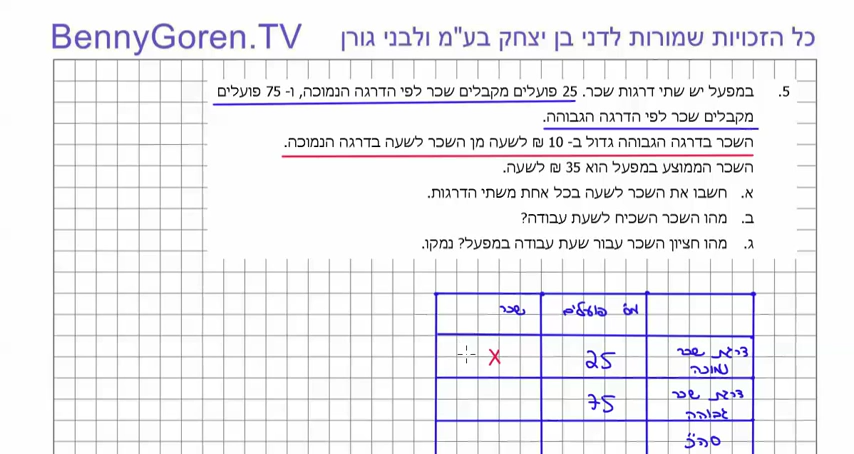 BennyGoren.TV כל הזכויות שמורות לדני בן יצחק בע"מ ולבני גורן
5. במפעל יש שתי דרגות שכר. 25 פועלים מקבלים שכר לפי הדרגה הנמוכה, ו- 75 פועלים
מקבלים שכר לפי הדרגה הגבוהה.
השכר בדרגה הגבוהה גדול ב- 10 ₪ לשעה מן השכר לשעה בדרגה הנמוכה.
השכר הממוצע במפעל הוא 35 ₪ לשעה.
א. חשבו את השכר לשעה בכל אחת משתי הדרגות.
ב. מהו השכר השכיח לשעת עבודה?
ג. מהו חציון השכר עבור שעת עבודה במפעל? נמקו.
מס' פועלים שכר
דרגת שכר נמוכה 25 X
דרגת שכר גבוהה 75
סה"כ